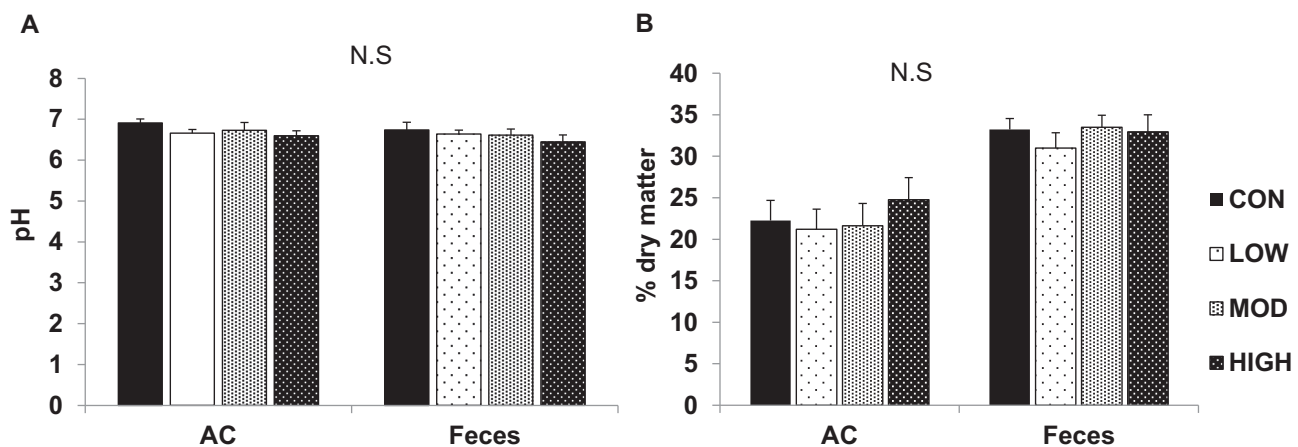 A
N.S
pH
8
7
6
5
4
3
2
1
0
AC Feces
B
N.S
% dry matter
40
35
30
25
20
15
10
5
0
AC Feces
CON
LOW
MOD
HIGH